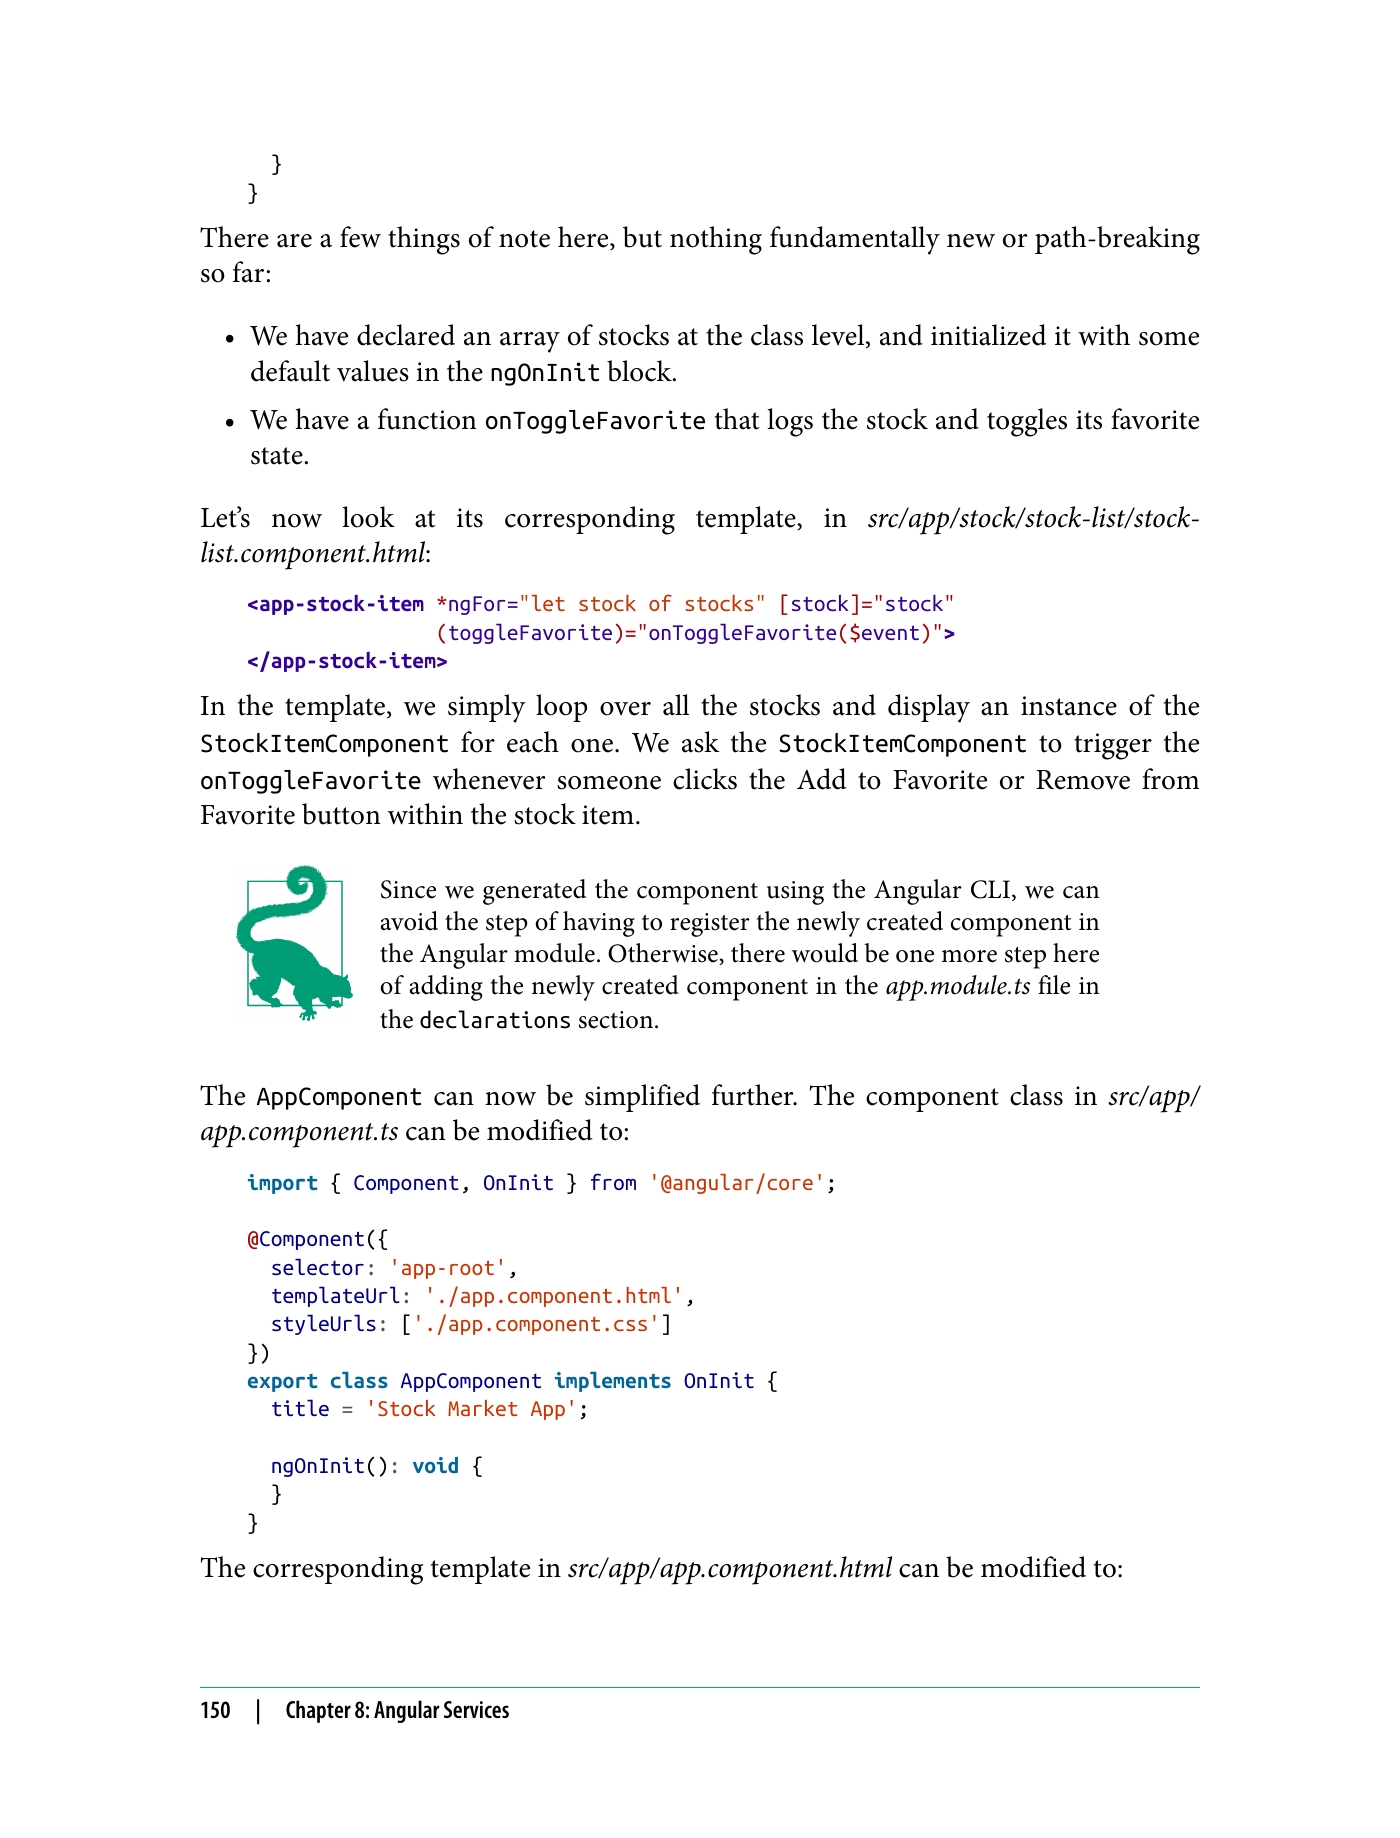 }
}
There are a few things of note here, but nothing fundamentally new or path-breaking
so far:
• We have declared an array of stocks at the class level, and initialized it with some
default values in the ngOnInit block.
• We have a function onToggleFavorite that logs the stock and toggles its favorite
state.
Let’s now look at its corresponding template, in src/app/stock/stock-list/stock-
list.component.html:
<app-stock-item *ngFor="let stock of stocks" [stock]="stock"
                (toggleFavorite)="onToggleFavorite($event)">
</app-stock-item>
In the template, we simply loop over all the stocks and display an instance of the
StockItemComponent for each one. We ask the StockItemComponent to trigger the
onToggleFavorite whenever someone clicks the Add to Favorite or Remove from
Favorite button within the stock item.
Since we generated the component using the Angular CLI, we can
avoid the step of having to register the newly created component in
the Angular module. Otherwise, there would be one more step here
of adding the newly created component in the app.module.ts file in
the declarations section.
The AppComponent can now be simplified further. The component class in src/app/
app.component.ts can be modified to:
import { Component, OnInit } from '@angular/core';
@Component({
  selector: 'app-root',
  templateUrl: './app.component.html',
  styleUrls: ['./app.component.css']
})
export class AppComponent implements OnInit {
  title = 'Stock Market App';
  ngOnInit(): void {
  }
}
The corresponding template in src/app/app.component.html can be modified to:
150 | Chapter 8: Angular Services